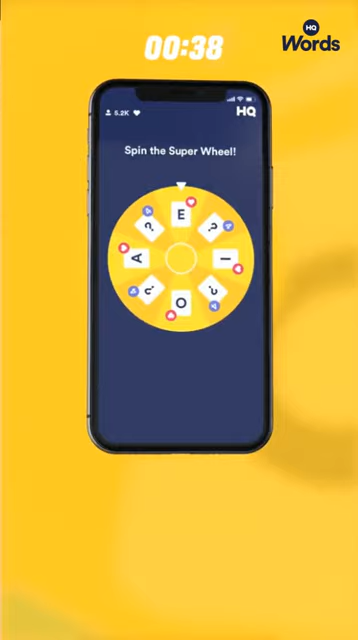 00:38
HQ
Words
5.2K
HQ
Spin the Super Wheel!
E
?
?
A
I
?
?
O